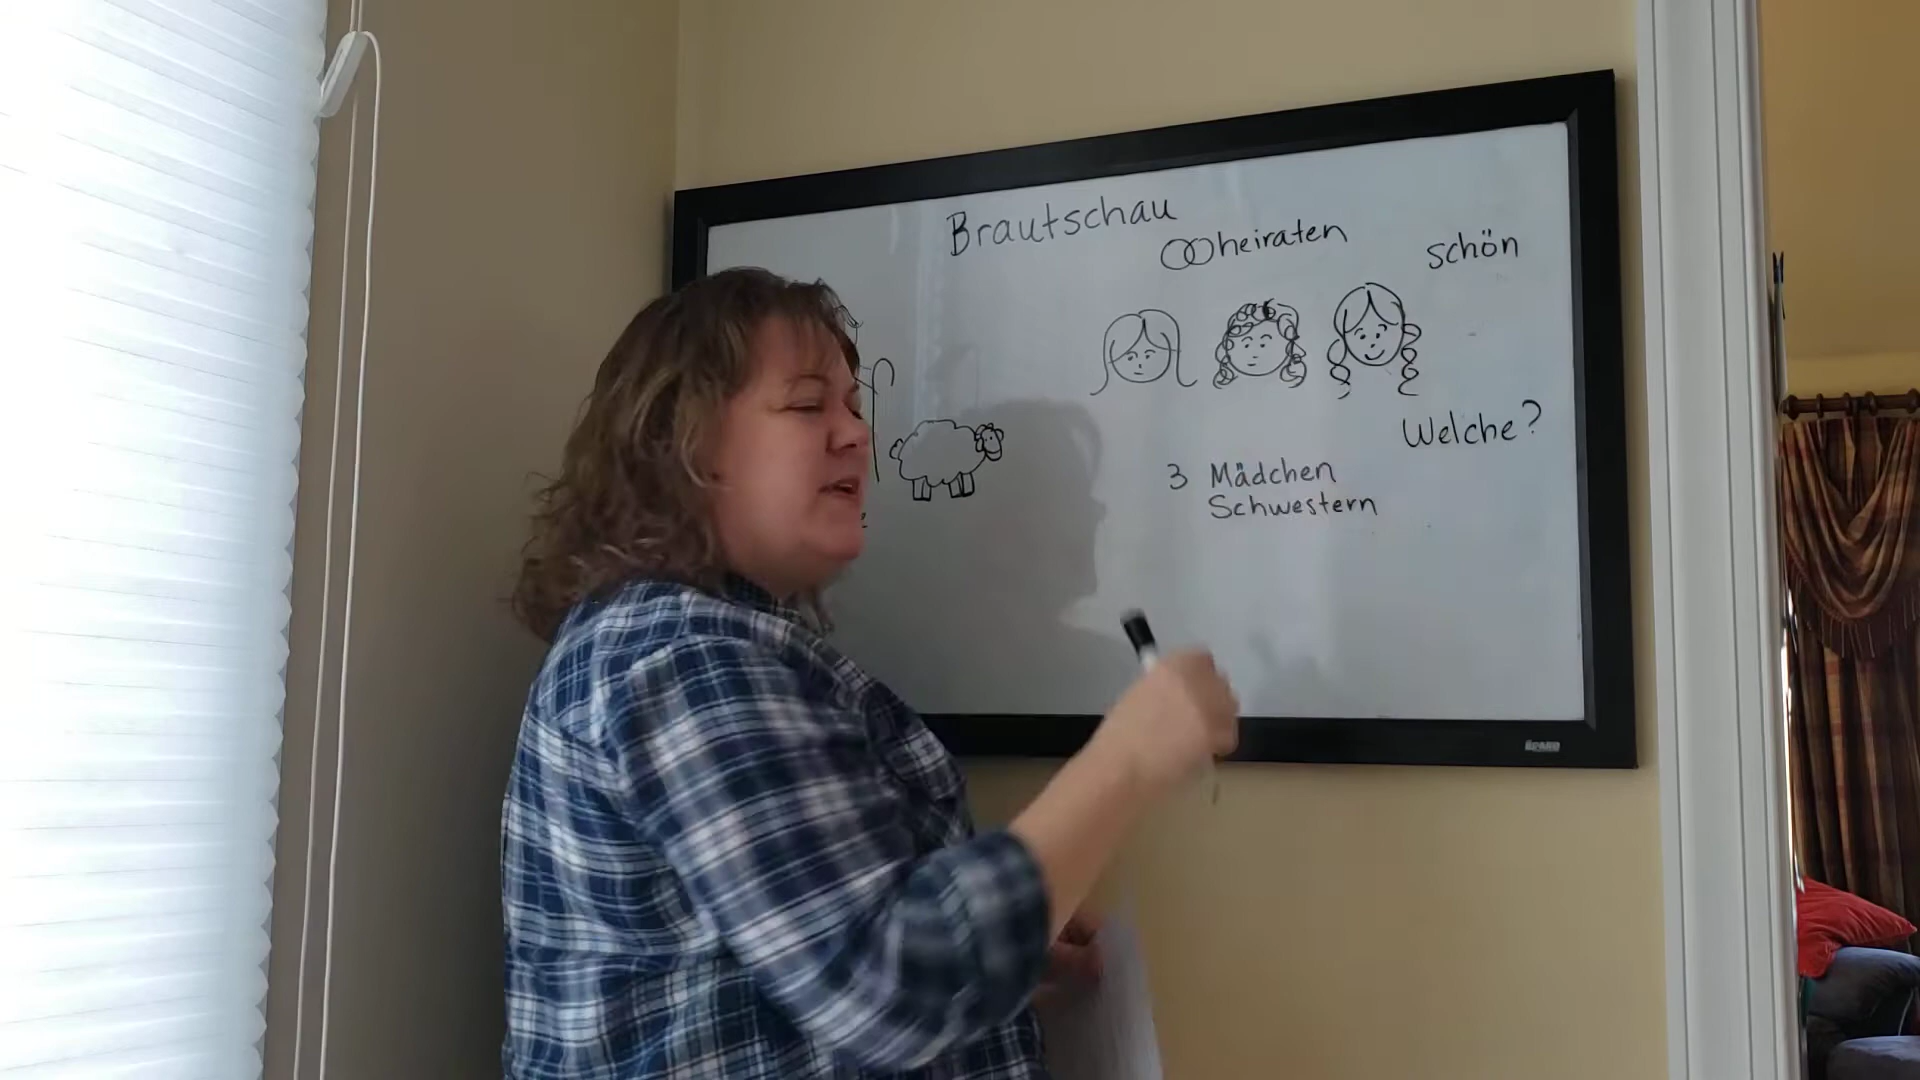 Brautschau
heiraten
schön
Welche?
3 Mädchen
Schwestern